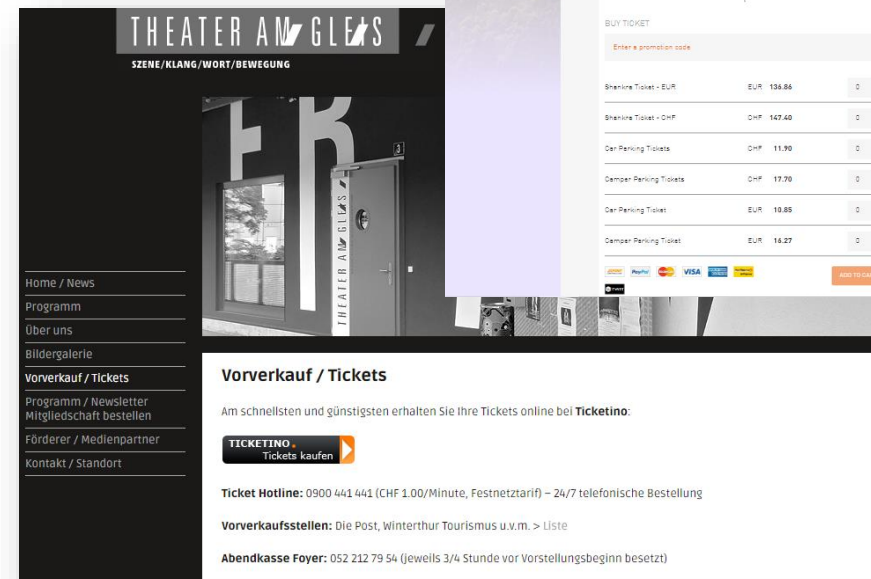 THEATER AM GLEIS
SZENE/KLANG/WORT/BEWEGUNG
THEATER AM GLEIS
3
BUY TICKET
Enter a promotion code
Shankra Ticket - EUR EUR 136.86 0
Shankra Ticket - CHF CHF 147.40 0
Car Parking Tickets CHF 11.90 0
Camper Parking Tickets CHF 17.70 0
Car Parking Ticket EUR 10.85 0
Camper Parking Ticket EUR 16.27 0
PayPal VISA
ADD TO CA
Home / News
Programm
Über uns
Bildergalerie
Vorverkauf / Tickets
Programm / Newsletter
Mitgliedschaft bestellen
Förderer / Medienpartner
Kontakt / Standort
Vorverkauf / Tickets
Am schnellsten und günstigsten erhalten Sie Ihre Tickets online bei Ticketino:
TICKETINO.
Tickets kaufen
Ticket Hotline: 0900 441 441 (CHF 1.00/Minute, Festnetztarif) – 24/7 telefonische Bestellung
Vorverkaufsstellen: Die Post, Winterthur Tourismus u.v.m. > Liste
Abendkasse Foyer: 052 212 79 54 (jeweils 3/4 Stunde vor Vorstellungsbeginn besetzt)